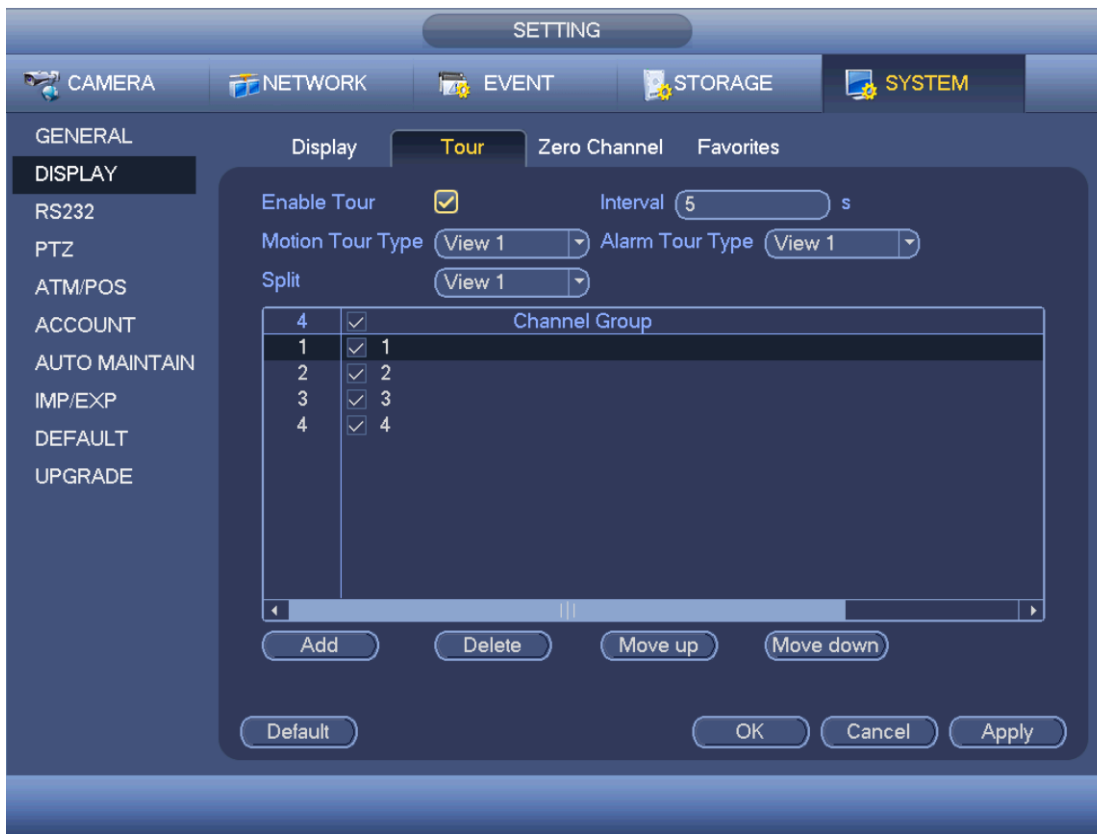 SETTING
CAMERA NETWORK EVENT STORAGE SYSTEM
GENERAL
DISPLAY
RS232
PTZ
ATM/POS
ACCOUNT
AUTO MAINTAIN
IMP/EXP
DEFAULT
UPGRADE
Display Tour Zero Channel Favorites
Enable Tour Interval 5 s
Motion Tour Type View 1 Alarm Tour Type View 1
Split View 1
4 Channel Group
1 1
2 2
3 3
4 4
Add Delete Move up Move down
Default OK Cancel Apply